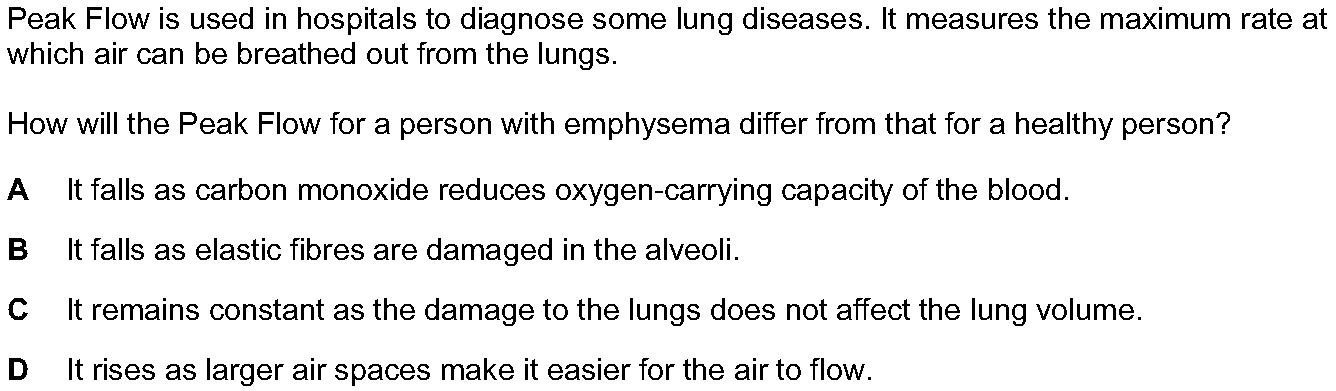 Peak Flow is used in hospitals to diagnose some lung diseases. It measures the maximum rate at
which air can be breathed out from the lungs.
How will the Peak Flow for a person with emphysema differ from that for a healthy person?
A It falls as carbon monoxide reduces oxygen-carrying capacity of the blood.
B It falls as elastic fibres are damaged in the alveoli.
C It remains constant as the damage to the lungs does not affect the lung volume.
D It rises as larger air spaces make it easier for the air to flow.